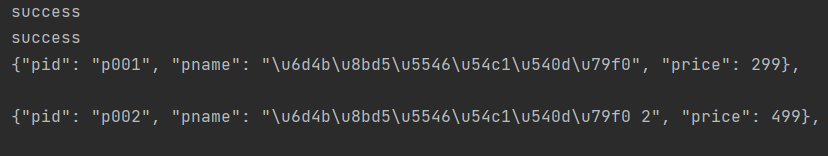 success
success
{"pid": "p001", "pname": "\u6d4b\u8bd5\u5546\u54c1\u540d\u79f0", "price": 299},
{"pid": "p002", "pname": "\u6d4b\u8bd5\u5546\u54c1\u540d\u79f0 2", "price": 499},